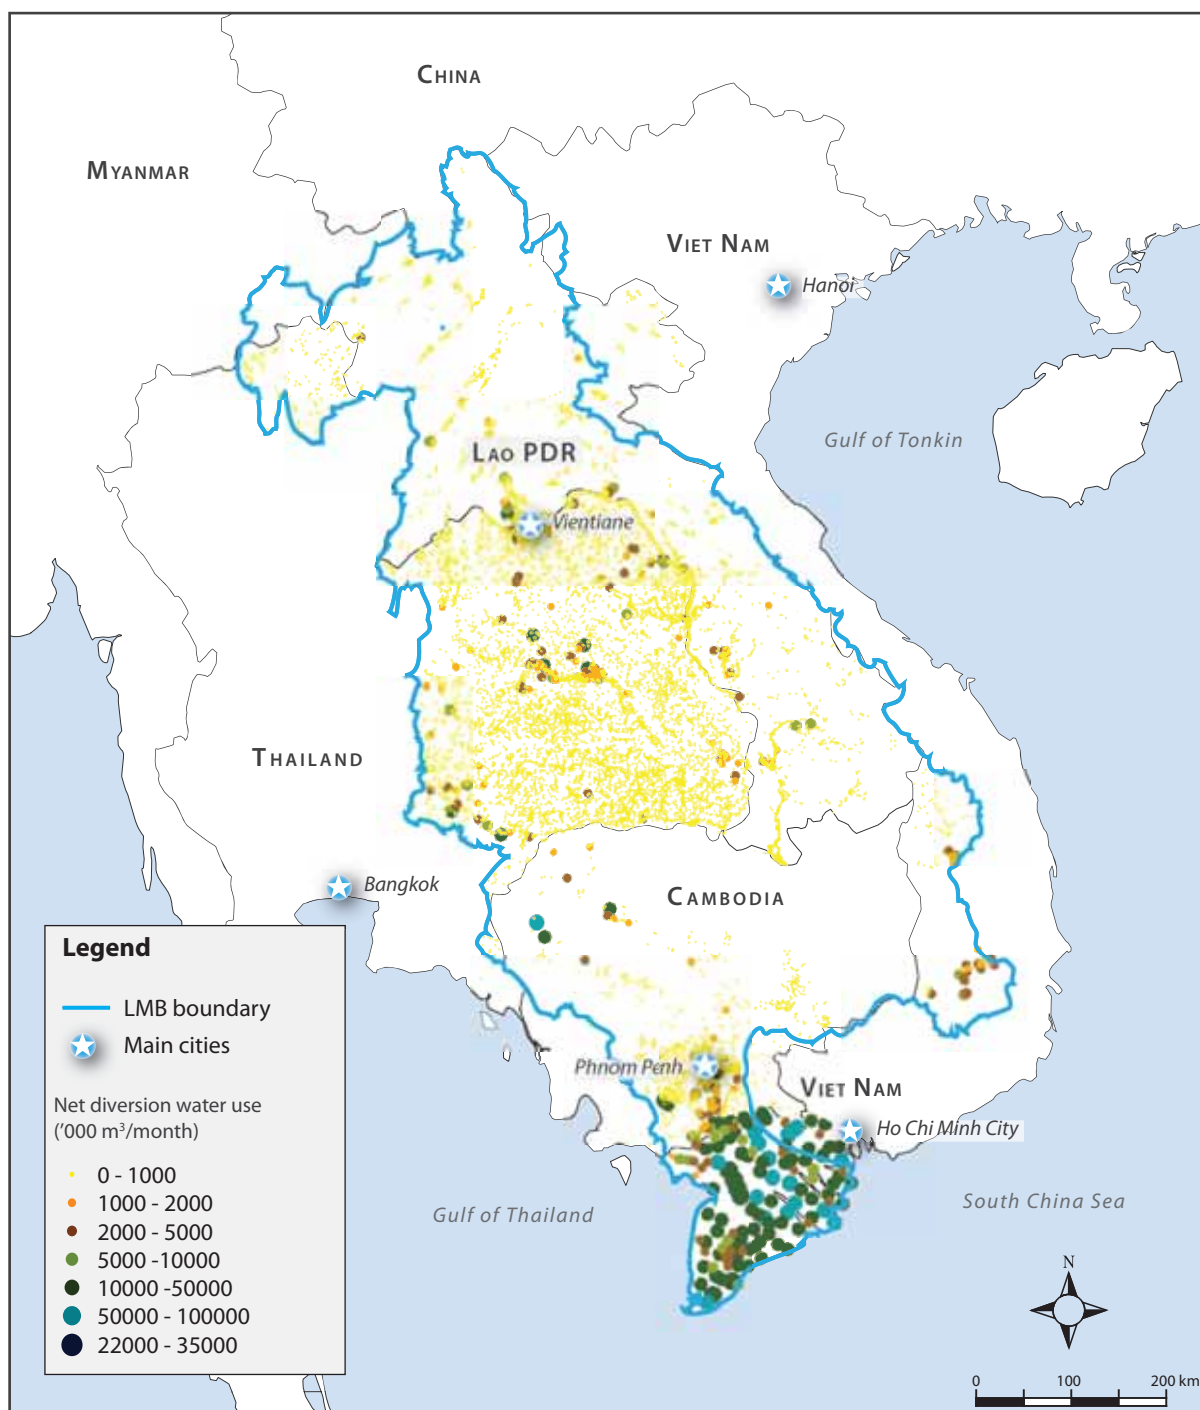 CHINA
MYANMAR
VIET NAM
Hanoi
Gulf of Tonkin
LAO PDR
Vientiane
THAILAND
Bangkok
CAMBODIA
Phnom Penh
VIET NAM
Ho Chi Minh City
Gulf of Thailand
South China Sea
Legend
LMB boundary
Main cities
Net diversion water use
('000 m³/month)
0 - 1000
1000 - 2000
2000 - 5000
5000 -10000
10000 -50000
50000 - 100000
22000 - 35000
N
0 100 200 km